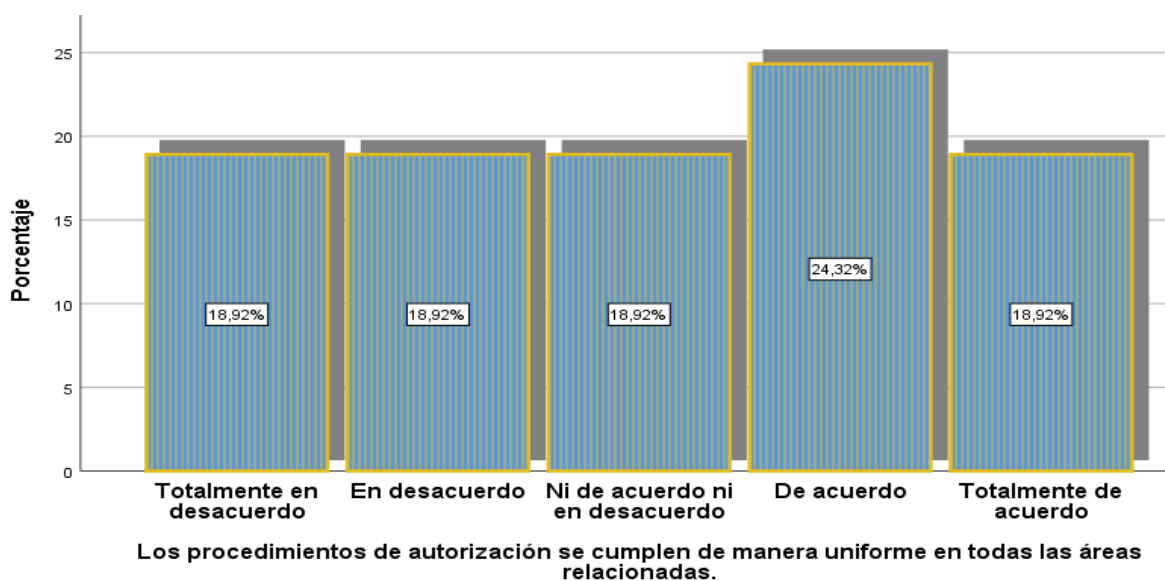 Porcentaje
25
20
15
10
5
0
18,92%
18,92%
18,92%
24,32%
18,92%
Totalmente en
desacuerdo
En desacuerdo
Ni de acuerdo ni
en desacuerdo
De acuerdo
Totalmente de
acuerdo
Los procedimientos de autorización se cumplen de manera uniforme en todas las áreas
relacionadas.